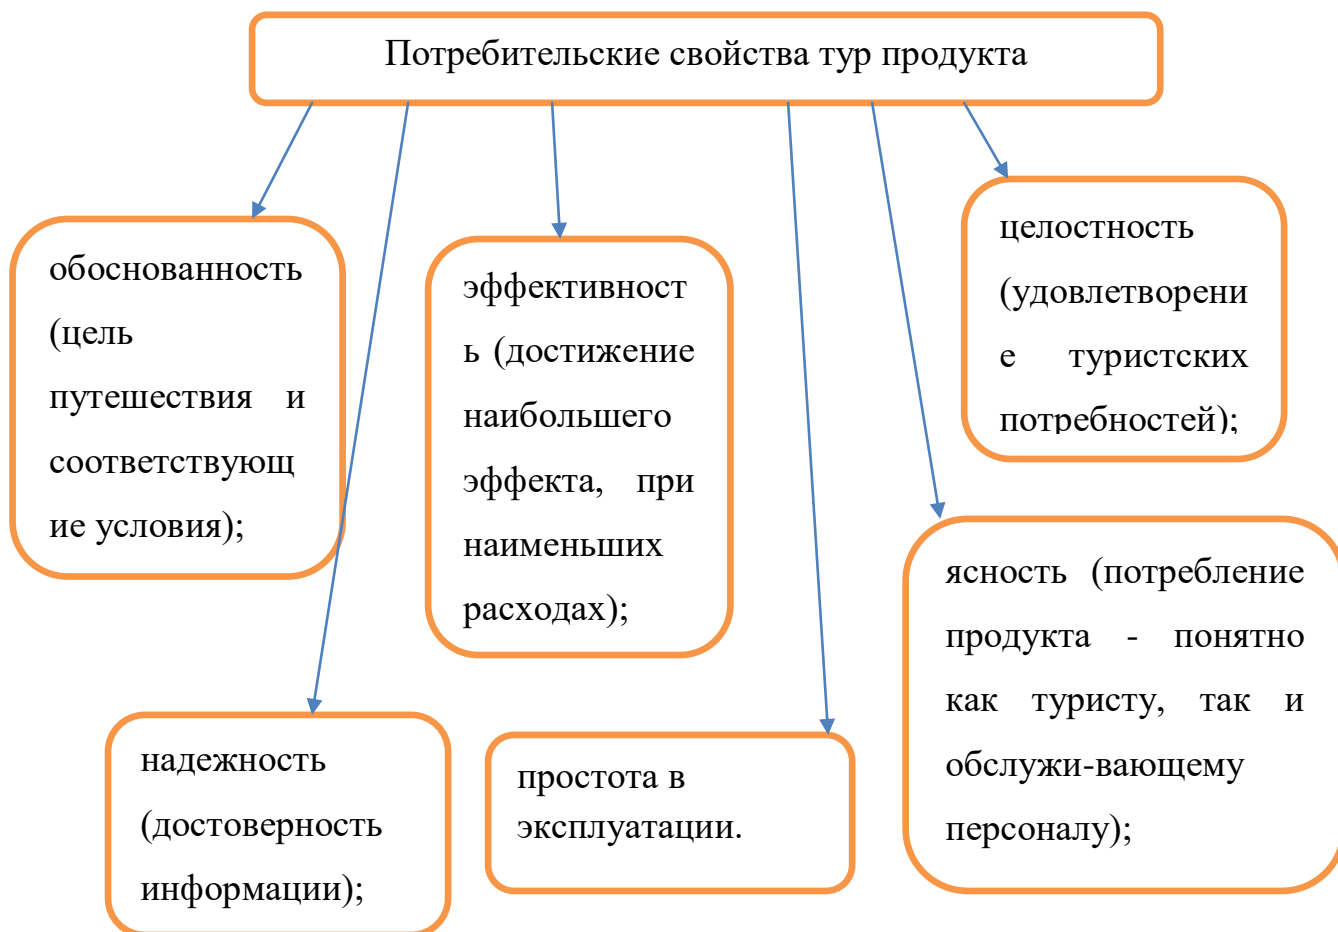 Потребительские свойства тур продукта
обоснованность
(цель
путешествия и
соответствующ
ие условия);
эффективност
ь (достижение
наибольшего
эффекта, при
наименьших
расходах);
целостность
(удовлетворени
е туристских
потребностей);
надежность
(достоверность
информации);
простота в
эксплуатации.
ясность (потребление
продукта - понятно
как туристу, так и
обслужи-вающему
персоналу);